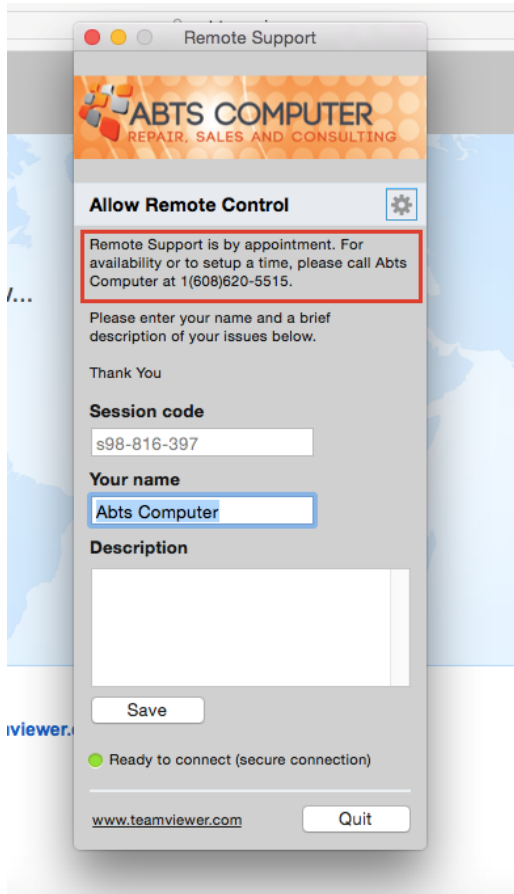 Remote Support
ABTS COMPUTER
REPAIR, SALES AND CONSULTING
Allow Remote Control
Remote Support is by appointment. For
availability or to setup a time, please call Abts
Computer at 1(608)620-5515.
Please enter your name and a brief
description of your issues below.
Thank You
Session code
s98-816-397
Your name
Abts Computer
Description
Save
Ready to connect (secure connection)
www.teamviewer.com
Quit